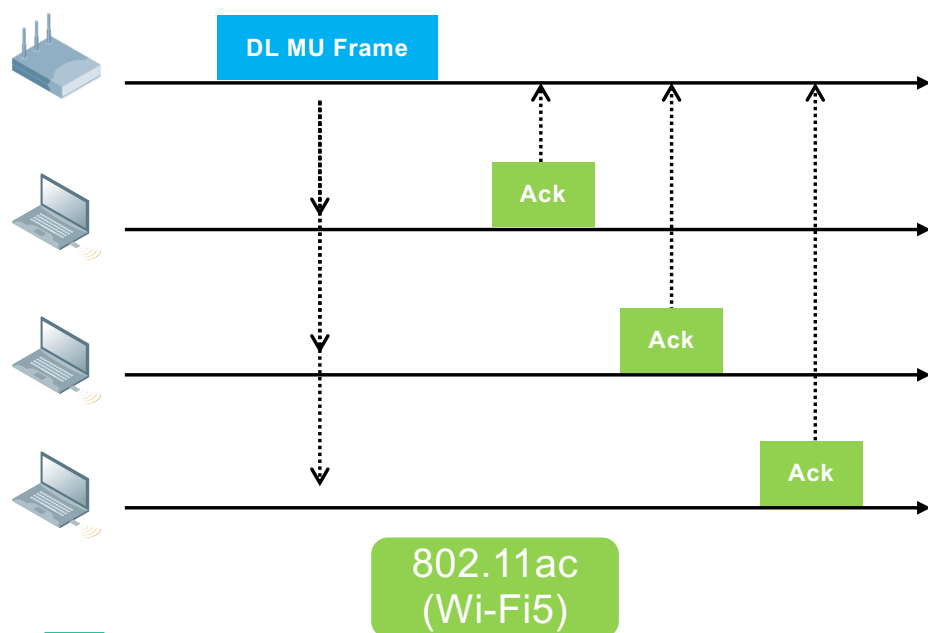 DL MU Frame
Ack
Ack
Ack
802.11ac
(Wi-Fi5)